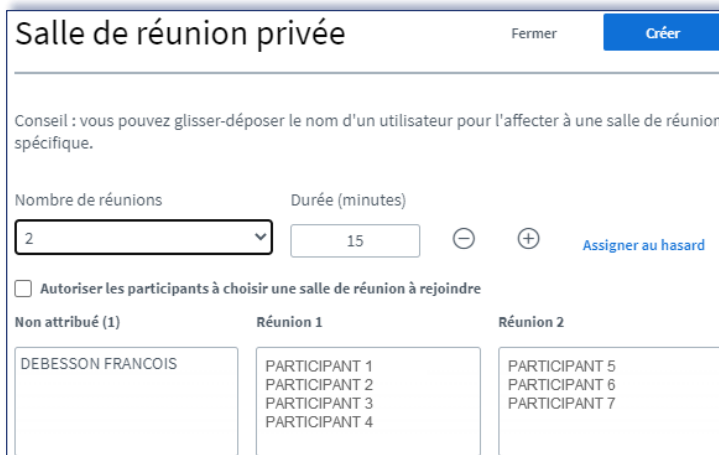 Salle de réunion privée
Fermer
Créer
Conseil : vous pouvez glisser-déposer le nom d'un utilisateur pour l'affecter à une salle de réunion
spécifique.
Nombre de réunions
Durée (minutes)
2
15
Assigner au hasard
Autoriser les participants à choisir une salle de réunion à rejoindre
Non attribué (1)
Réunion 1
Réunion 2
DEBESSON FRANCOIS
PARTICIPANT 1
PARTICIPANT 2
PARTICIPANT 3
PARTICIPANT 4
PARTICIPANT 5
PARTICIPANT 6
PARTICIPANT 7